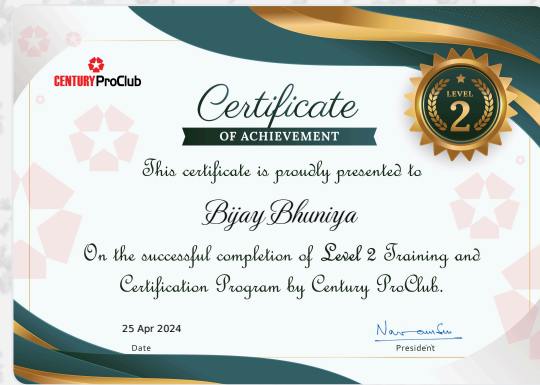 CENTURY ProClub
LEVEL
2
Certificate
OF ACHIEVEMENT
This certificate is proudly presented to
Bijay Bhuniya
On the successful completion of Level 2 Training and
Certification Program by Century ProClub.
25 Apr 2024
Date
President